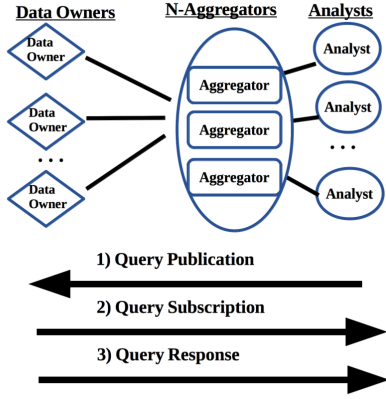 Data Owners
N-Aggregators
Analysts
Data
Owner
Aggregator
Analyst
Data
Owner
Aggregator
Analyst
. . .
. . .
Data
Owner
Aggregator
Analyst
1) Query Publication
2) Query Subscription
3) Query Response